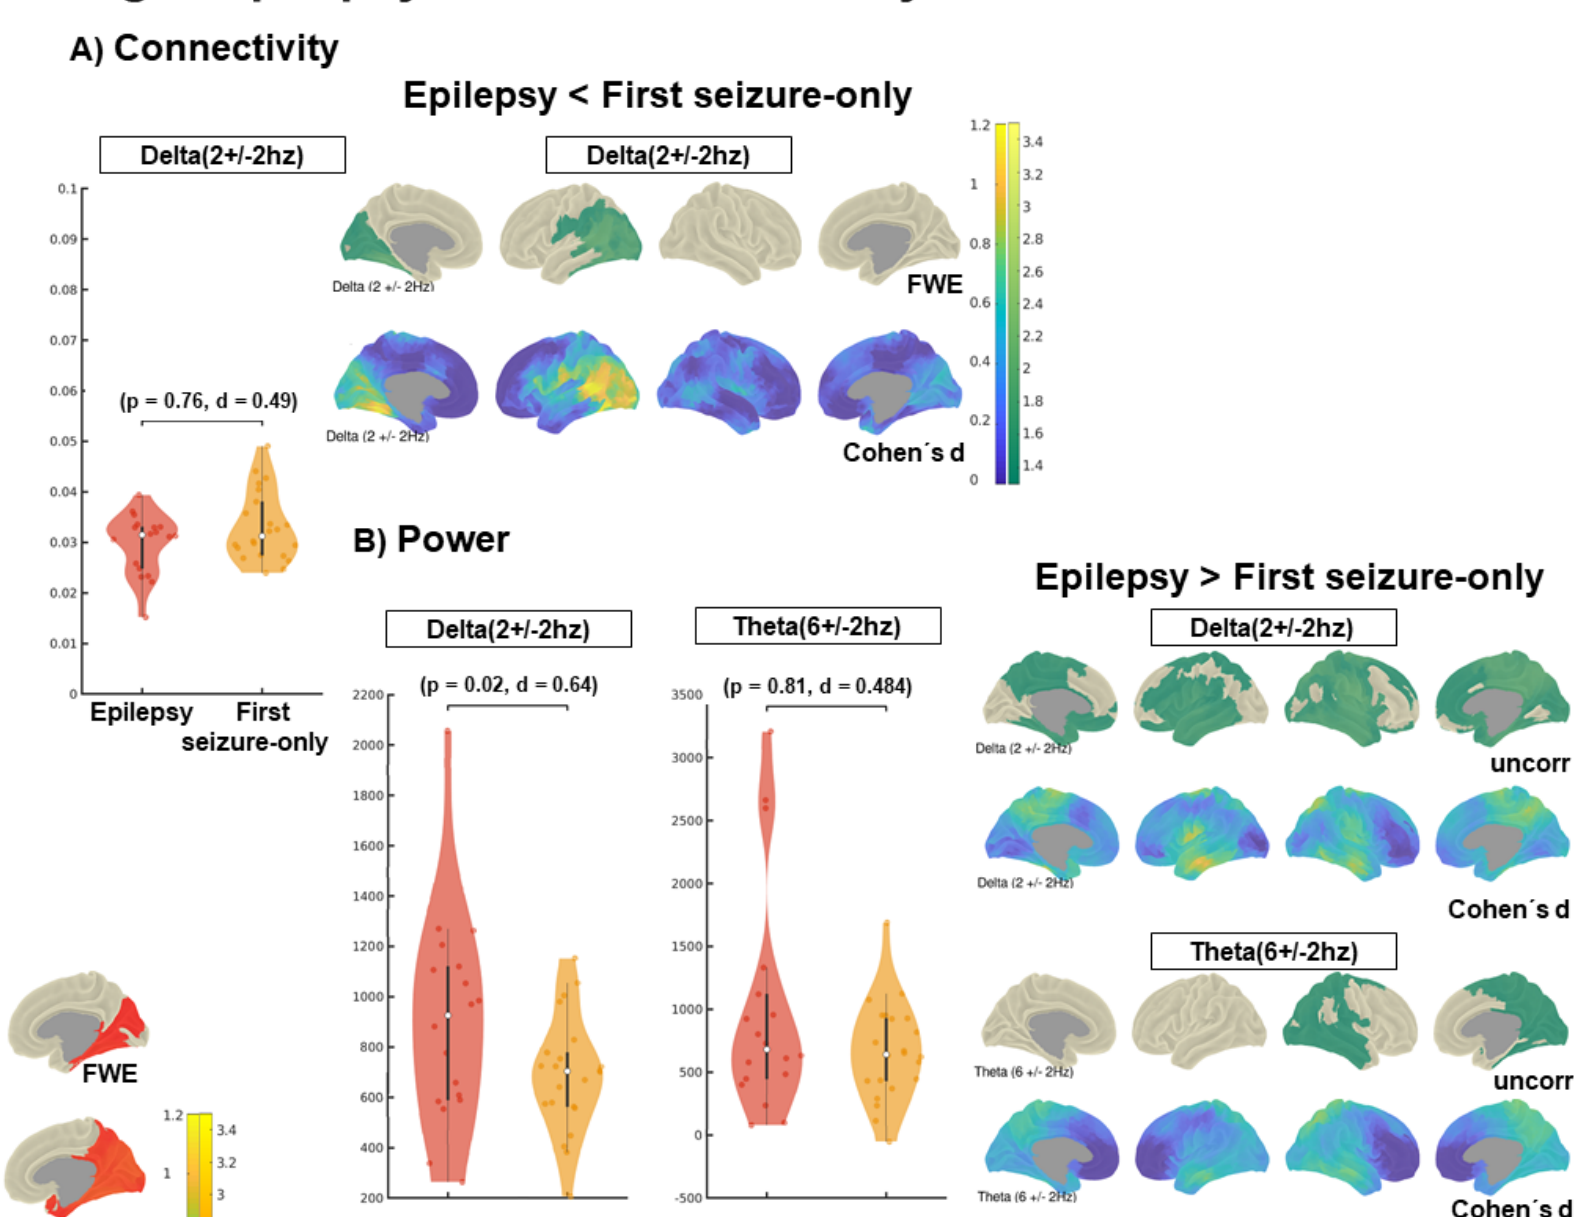 A) Connectivity
Epilepsy < First seizure-only
Delta(2+/-2hz)
Delta(2+/-2hz)
0.1
0.09
0.08
0.07
0.06
0.05
0.04
0.03
0.02
0.01
0
(p = 0.76, d = 0.49)
Epilepsy
First
seizure-only
Delta (2 +/- 2Hz)
FWE
Delta (2 +/- 2Hz)
Cohen´s d
1.2
1
0.8
0.6
0.4
0.2
0
3.4
3.2
3
2.8
2.6
2.4
2.2
2
1.8
1.6
1.4
B) Power
Delta(2+/-2hz)
(p = 0.02, d = 0.64)
2200
2000
1800
1600
1400
1200
1000
800
600
400
200
Theta(6+/-2hz)
(p = 0.81, d = 0.484)
3500
3000
2500
2000
1500
1000
500
0
-500
Epilepsy > First seizure-only
Delta(2+/-2hz)
Delta (2 +/- 2Hz)
uncorr
Delta (2 +/- 2Hz)
Cohen´s d
Theta(6+/-2hz)
Theta (6 +/- 2Hz)
uncorr
Theta (6 +/- 2Hz)
Cohen´s d
FWE
1.2
1
3.4
3.2
3